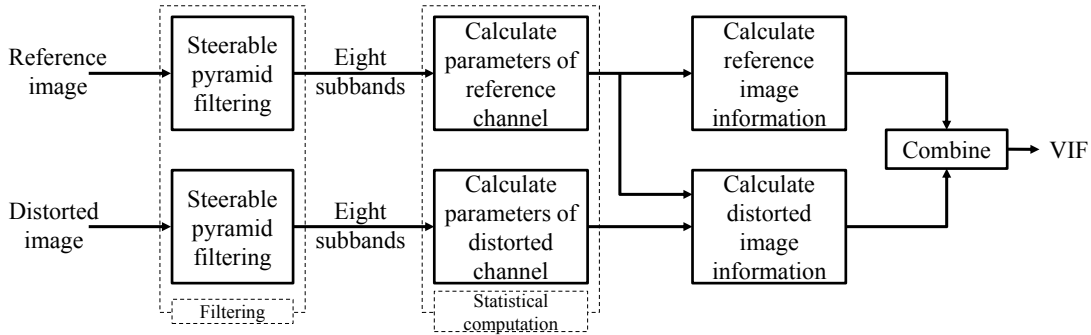 Reference
image
Steerable
pyramid
filtering
Eight
subbands
Calculate
parameters of
reference
channel
Calculate
reference
image
information
Combine
VIF
Distorted
image
Steerable
pyramid
filtering
Eight
subbands
Calculate
parameters of
distorted
channel
Calculate
distorted
image
information
Filtering
Statistical
computation